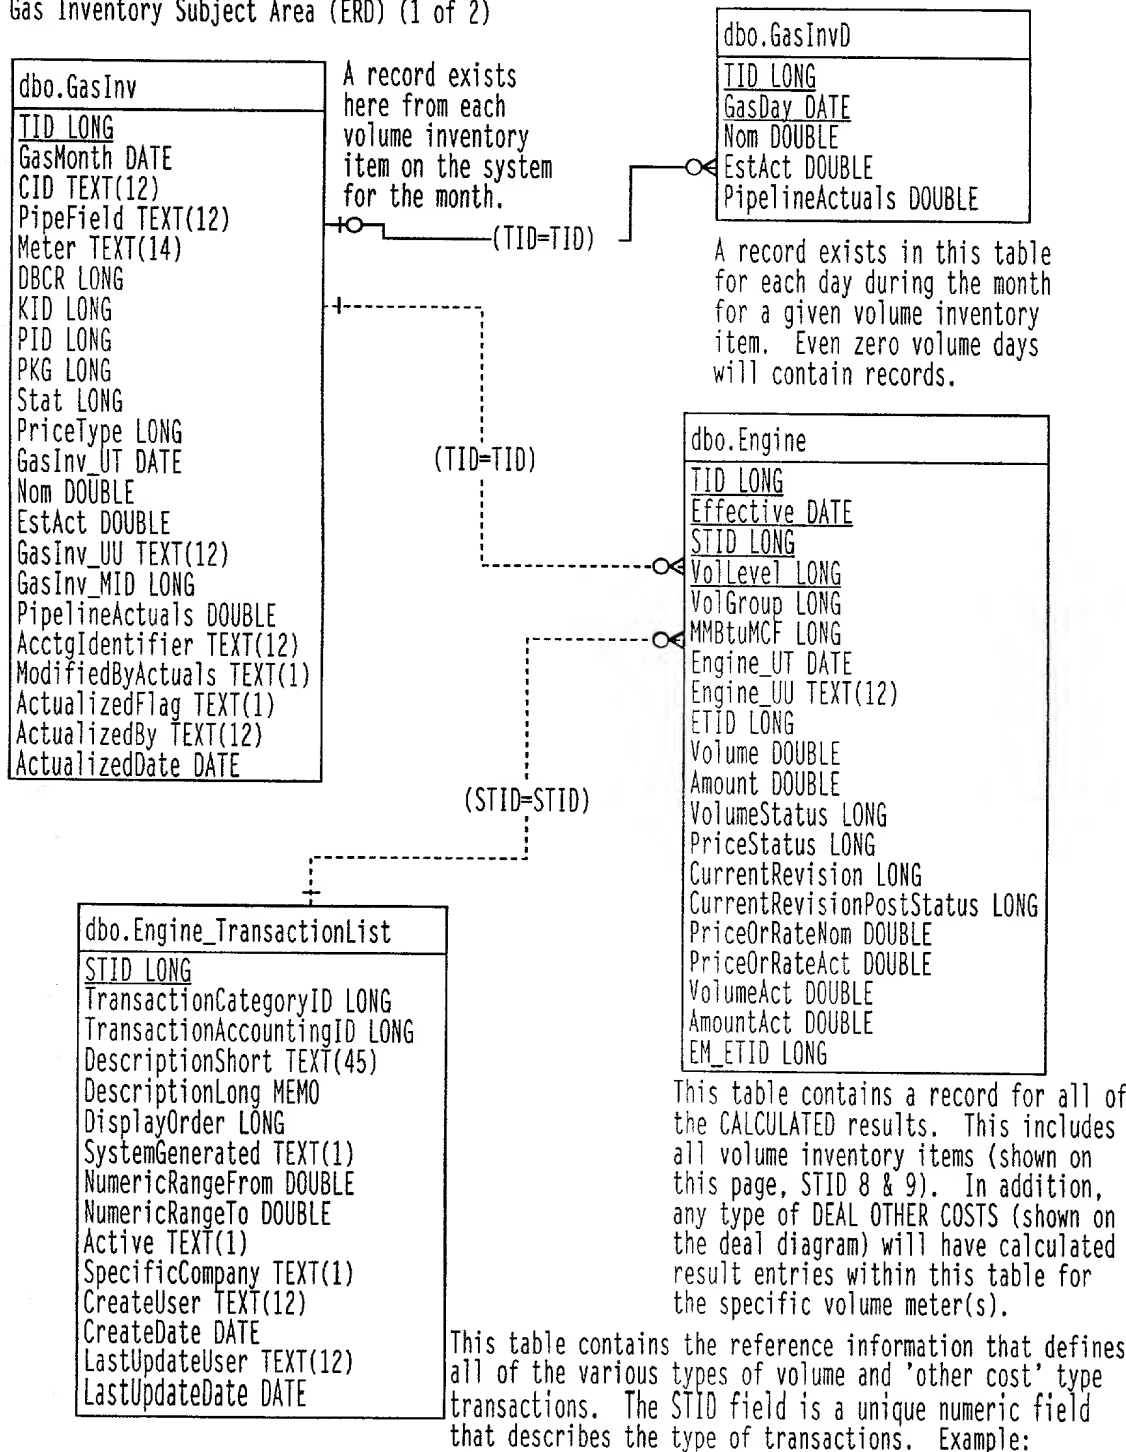 Gas Inventory Subject Area (ERD) (1 of 2)
dbo.GasInv
TID LONG
GasMonth DATE
CID TEXT(12)
PipeField TEXT(12)
Meter TEXT(14)
DBCR LONG
KID LONG
PID LONG
PKG LONG
Stat LONG
PriceType LONG
GasInv_UT DATE
Nom DOUBLE
EstAct DOUBLE
GasInv_UU TEXT(12)
GasInv_MID LONG
PipelineActuals DOUBLE
AcctgIdentifier TEXT(12)
ModifiedByActuals TEXT(1)
ActualizedFlag TEXT(1)
ActualizedBy TEXT(12)
ActualizedDate DATE
A record exists
here from each
volume inventory
item on the system
for the month.
(TID=TID)
dbo.GasInvD
TID LONG
GasDay DATE
Nom DOUBLE
EstAct DOUBLE
PipelineActuals DOUBLE
A record exists in this table
for each day during the month
for a given volume inventory
item. Even zero volume days
will contain records.
(TID=TID)
dbo.Engine
TID LONG
Effective DATE
STID LONG
VolLevel LONG
VolGroup LONG
MMBtuMCF LONG
Engine_UT DATE
Engine_UU TEXT(12)
ETID LONG
Volume DOUBLE
Amount DOUBLE
VolumeStatus LONG
PriceStatus LONG
CurrentRevision LONG
CurrentRevisionPostStatus LONG
PriceOrRateNom DOUBLE
PriceOrRateAct DOUBLE
VolumeAct DOUBLE
AmountAct DOUBLE
EM_ETID LONG
This table contains a record for all of
the CALCULATED results. This includes
all volume inventory items (shown on
this page, STID 8 & 9). In addition,
any type of DEAL OTHER COSTS (shown on
the deal diagram) will have calculated
result entries within this table for
the specific volume meter(s).
(STID=STID)
dbo.Engine_TransactionList
STID LONG
TransactionCategoryID LONG
TransactionAccountingID LONG
DescriptionShort TEXT(45)
DescriptionLong MEMO
DisplayOrder LONG
SystemGenerated TEXT(1)
NumericRangeFrom DOUBLE
NumericRangeTo DOUBLE
Active TEXT(1)
SpecificCompany TEXT(1)
CreateUser TEXT(12)
CreateDate DATE
LastUpdateUser TEXT(12)
LastUpdateDate DATE
This table contains the reference information that defines
all of the various types of volume and 'other cost' type
transactions. The STID field is a unique numeric field
that describes the type of transactions. Example: